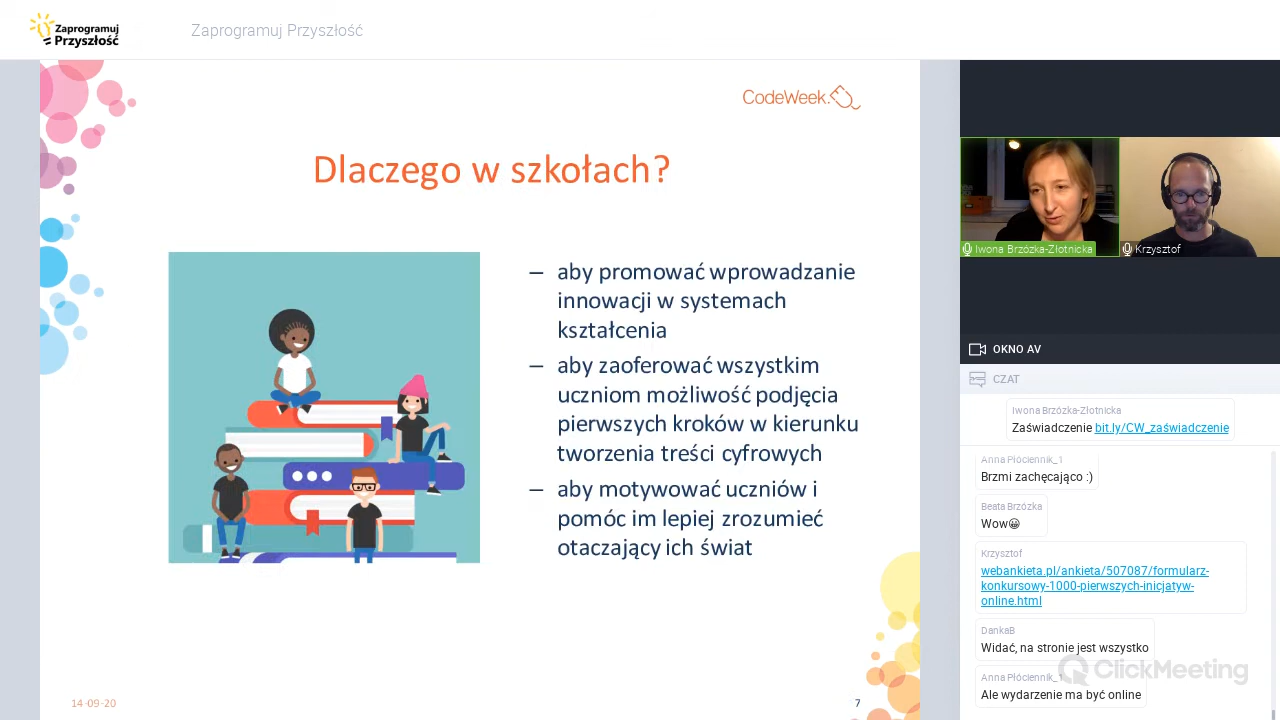 Zaprogramuj
Przyszłość
Zaprogramuj Przyszłość
CodeWeek.
Dlaczego w szkołach?
– aby promować wprowadzanie
innowacji w systemach
kształcenia
– aby zaoferować wszystkim
uczniom możliwość podjęcia
pierwszych kroków w kierunku
tworzenia treści cyfrowych
– aby motywować uczniów i
pomóc im lepiej zrozumieć
otaczający ich świat
14-09-20
7
Iwona Brzózka-Złotnicka
Krzysztof
OKNO AV
CZAT
Iwona Brzózka-Złotnicka
Zaświadczenie bit.ly/CW_zaświadczenie
Anna Płóciennik_1
Brzmi zachęcająco :)
Beata Brzózka
Wow😀
Krzysztof
webankieta.pl/ankieta/507087/formularz-
konkursowy-1000-pierwszych-inicjatyw-
online.html
DankaB
Widać, na stronie jest wszystko
Anna Płóciennik_1
Ale wydarzenie ma być online
ClickMeeting